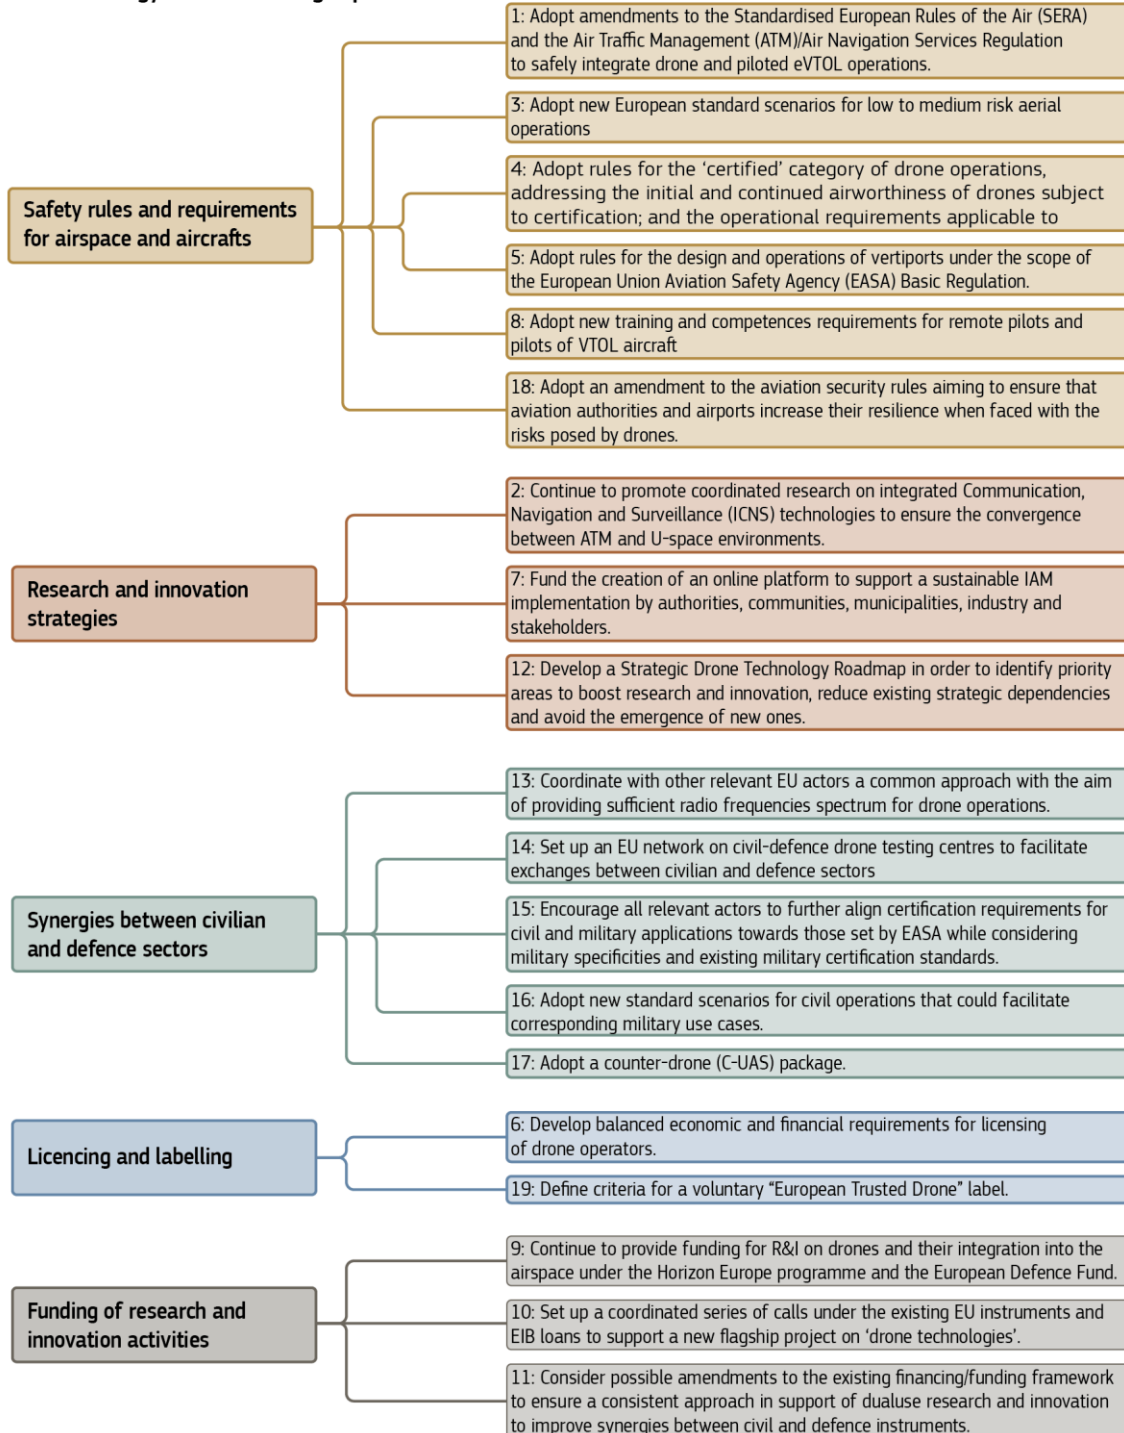 1: Adopt amendments to the Standardised European Rules of the Air (SERA)
and the Air Traffic Management (ATM)/Air Navigation Services Regulation
to safely integrate drone and piloted eVTOL operations.
3: Adopt new European standard scenarios for low to medium risk aerial
operations
4: Adopt rules for the ‘certified’ category of drone operations,
addressing the initial and continued airworthiness of drones subject
to certification; and the operational requirements applicable to
Safety rules and requirements
for airspace and aircrafts
5: Adopt rules for the design and operations of vertiports under the scope of
the European Union Aviation Safety Agency (EASA) Basic Regulation.
8: Adopt new training and competences requirements for remote pilots and
pilots of VTOL aircraft
18: Adopt an amendment to the aviation security rules aiming to ensure that
aviation authorities and airports increase their resilience when faced with the
risks posed by drones.
2: Continue to promote coordinated research on integrated Communication,
Navigation and Surveillance (ICNS) technologies to ensure the convergence
between ATM and U-space environments.
Research and innovation
strategies
7: Fund the creation of an online platform to support a sustainable IAM
implementation by authorities, communities, municipalities, industry and
stakeholders.
12: Develop a Strategic Drone Technology Roadmap in order to identify priority
areas to boost research and innovation, reduce existing strategic dependencies
and avoid the emergence of new ones.
13: Coordinate with other relevant EU actors a common approach with the aim
of providing sufficient radio frequencies spectrum for drone operations.
14: Set up an EU network on civil-defence drone testing centres to facilitate
exchanges between civilian and defence sectors
Synergies between civilian
and defence sectors
15: Encourage all relevant actors to further align certification requirements for
civil and military applications towards those set by EASA while considering
military specificities and existing military certification standards.
16: Adopt new standard scenarios for civil operations that could facilitate
corresponding military use cases.
17: Adopt a counter-drone (C-UAS) package.
Licencing and labelling
6: Develop balanced economic and financial requirements for licensing
of drone operators.
19: Define criteria for a voluntary “European Trusted Drone” label.
9: Continue to provide funding for R&I on drones and their integration into the
airspace under the Horizon Europe programme and the European Defence Fund.
Funding of research and
innovation activities
10: Set up a coordinated series of calls under the existing EU instruments and
EIB loans to support a new flagship project on ‘drone technologies’.
11: Consider possible amendments to the existing financing/funding framework
to ensure a consistent approach in support of dualuse research and innovation
to improve synergies between civil and defence instruments.